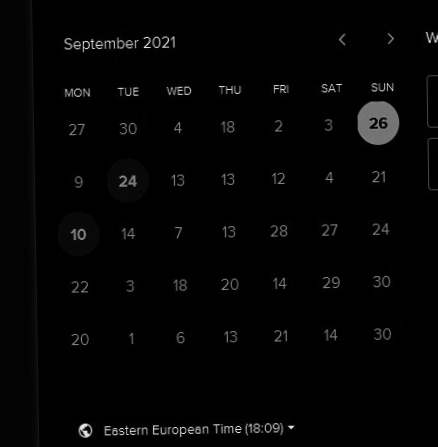 September 2021
W
MON TUE WED THU FRI SAT SUN
27 30 4 18 2 3 26
9 24 13 13 12 4 21
10 14 7 13 28 27 24
22 3 18 20 14 29 30
20 1 6 13 21 14 30
Eastern European Time (18:09)